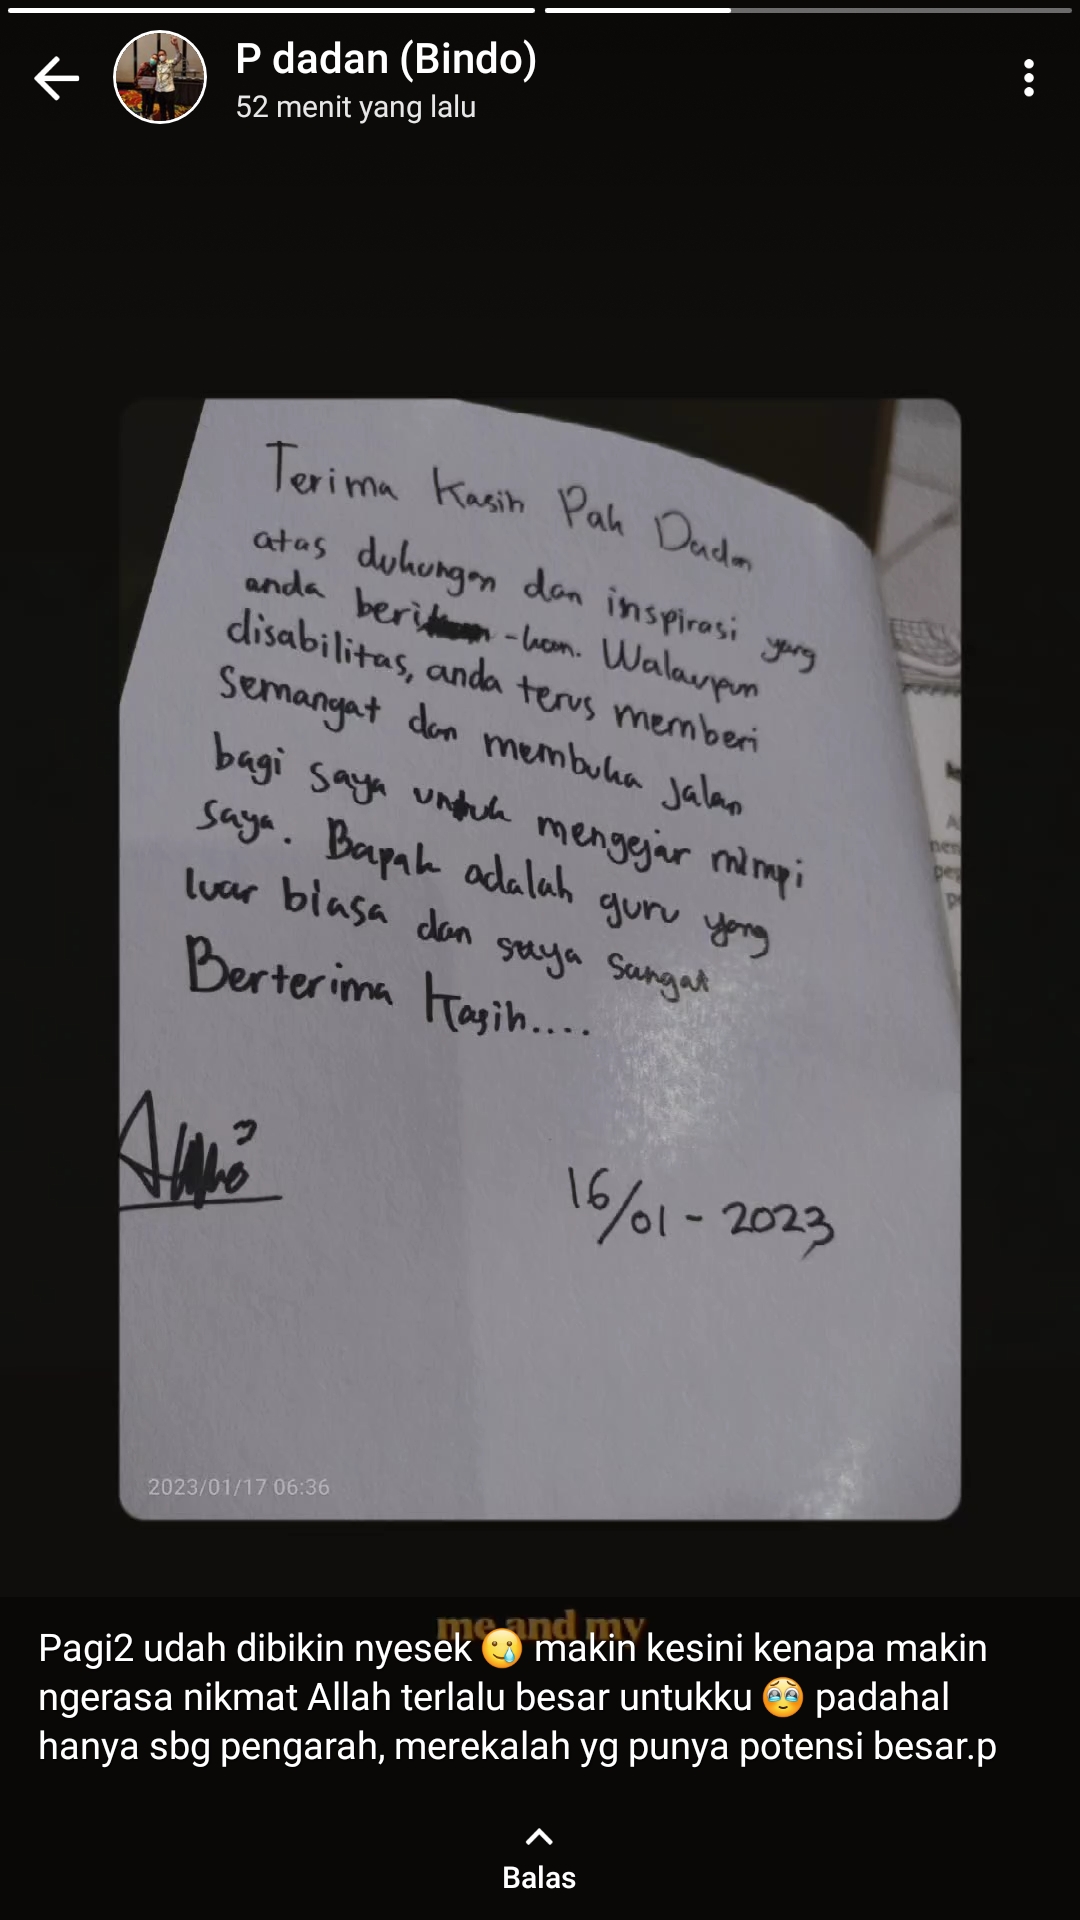 P dadan (Bindo)
52 menit yang lalu
Terima Kasih Pak Dadan
atas dukungan dan inspirasi yang
anda beri -kan. Walaupun
disabilitas, anda terus memberi
semangat dan membuka jalan
bagi saya untuk mengejar mimpi
saya. Bapak adalah guru yang
luar biasa dan saya sangat
Berterima Kasih....
16/01-2023
2023/01/17 06:36
me and my
Pagi2 udah dibikin nyesek 🥲 makin kesini kenapa makin
ngerasa nikmat Allah terlalu besar untukku 🥹 padahal
hanya sbg pengarah, merekalah yg punya potensi besar.p
Balas